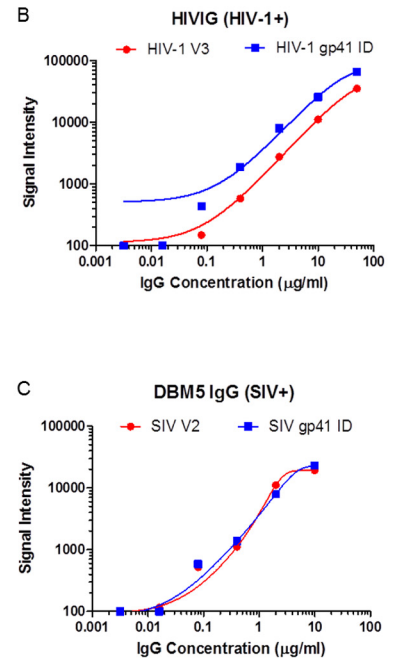 B
HIVIG (HIV-1+)
HIV-1 V3 HIV-1 gp41 ID
Signal Intensity
100000
10000
1000
100
0.001 0.01 0.1 1 10 100
IgG Concentration (μg/ml)
C
DBM5 IgG (SIV+)
SIV V2 SIV gp41 ID
Signal Intensity
100000
10000
1000
100
0.001 0.01 0.1 1 10 100
IgG Concentration (μg/ml)